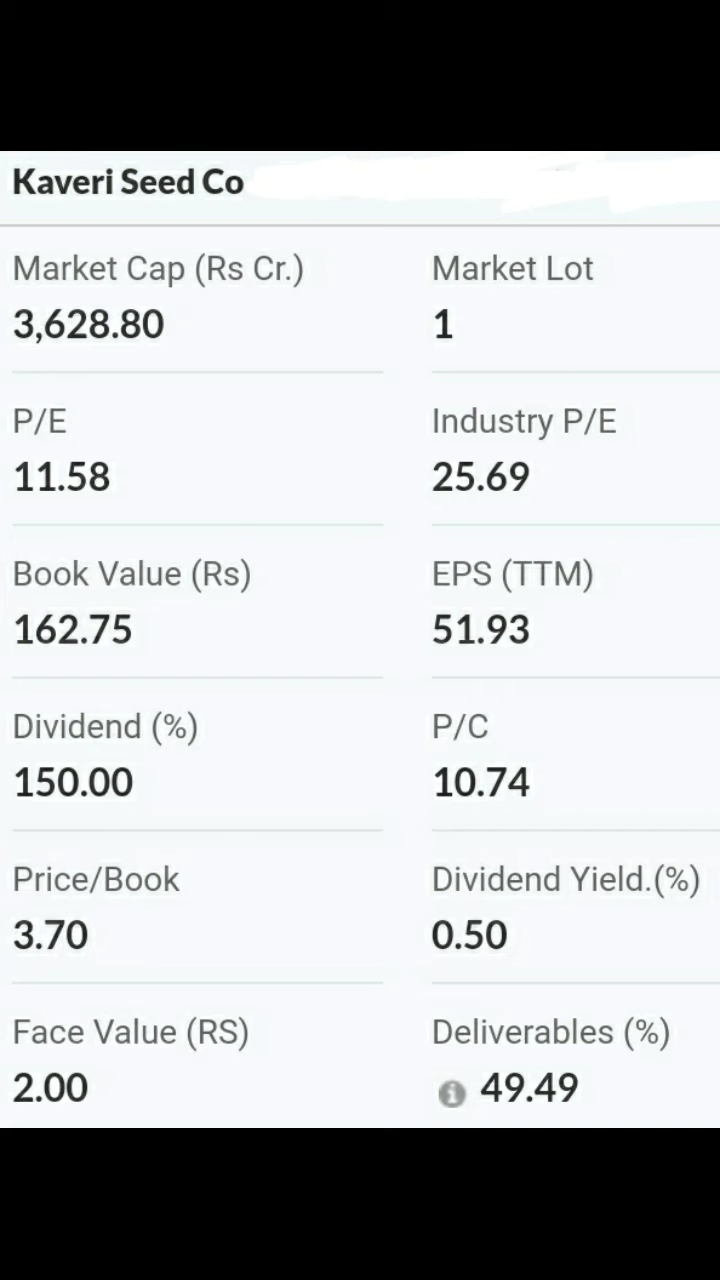 Kaveri Seed Co
Market Cap (Rs Cr.) Market Lot
3,628.80 1
P/E Industry P/E
11.58 25.69
Book Value (Rs) EPS (TTM)
162.75 51.93
Dividend (%) P/C
150.00 10.74
Price/Book Dividend Yield.(%)
3.70 0.50
Face Value (RS) Deliverables (%)
2.00 i 49.49